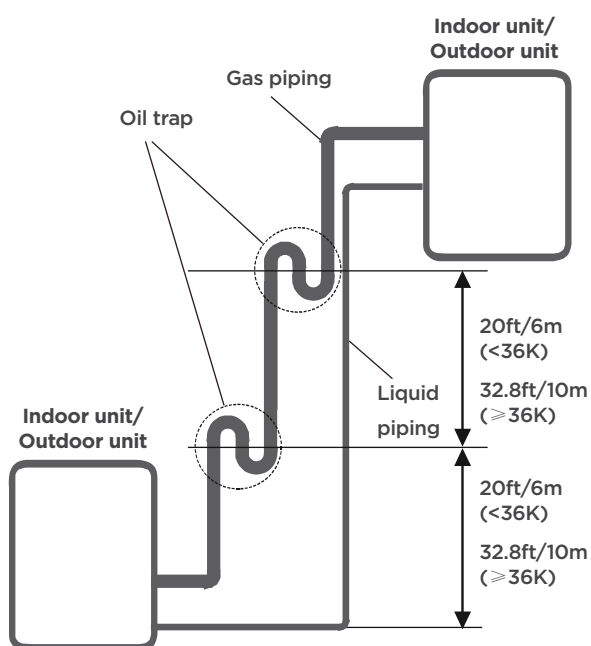 Indoor unit/
Outdoor unit
Gas piping
Oil trap
20ft/6m
(<36K)
32.8ft/10m
(⩾36K)
Liquid
piping
Indoor unit/
Outdoor unit
20ft/6m
(<36K)
32.8ft/10m
(⩾36K)